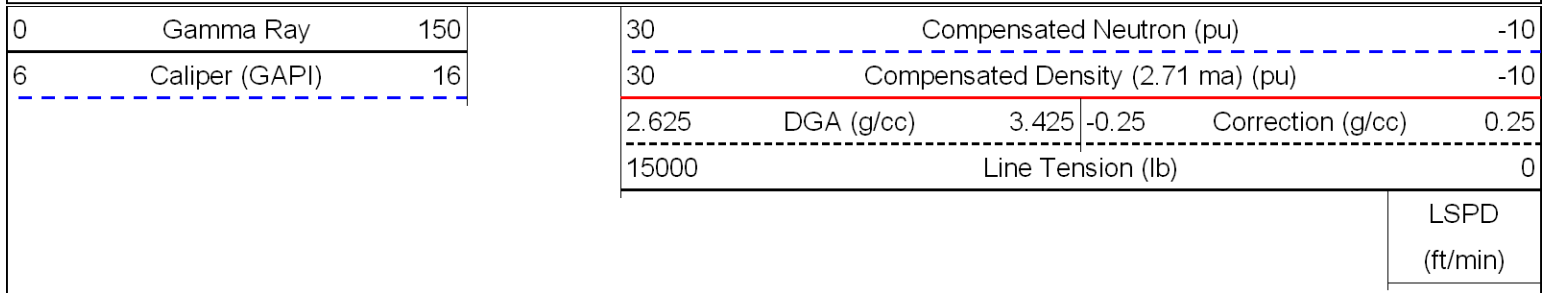 0 Gamma Ray 150 30 Compensated Neutron (pu) -10
6 Caliper (GAPI) 16 30 Compensated Density (2.71 ma) (pu) -10
2.625 DGA (g/cc) 3.425 -0.25 Correction (g/cc) 0.25
15000 Line Tension (lb) 0
LSPD
(ft/min)